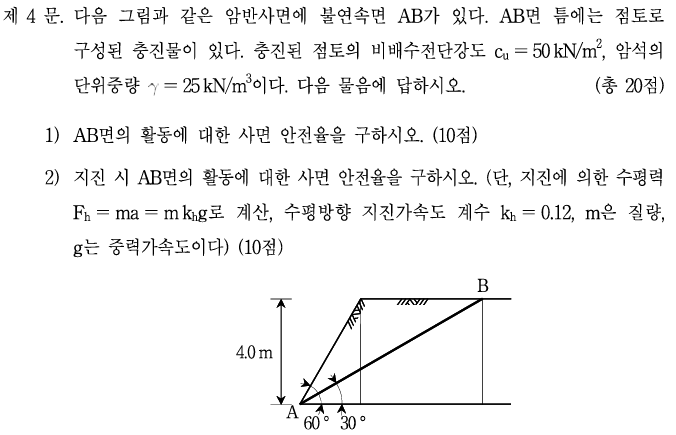 제 4 문. 다음 그림과 같은 암반사면에 불연속면 AB가 있다. AB면 틈에는 점토로
구성된 충진물이 있다. 충진된 점토의 비배수전단강도 cᵤ = 50 kN/m², 암석의
단위중량 γ = 25 kN/m³이다. 다음 물음에 답하시오. (총 20점)
1) AB면의 활동에 대한 사면 안전율을 구하시오. (10점)
2) 지진 시 AB면의 활동에 대한 사면 안전율을 구하시오. (단, 지진에 의한 수평력
Fₕ = ma = m kₕg로 계산, 수평방향 지진가속도 계수 kₕ = 0.12, m은 질량,
g는 중력가속도이다) (10점)
B
4.0 m
A
60° 30°